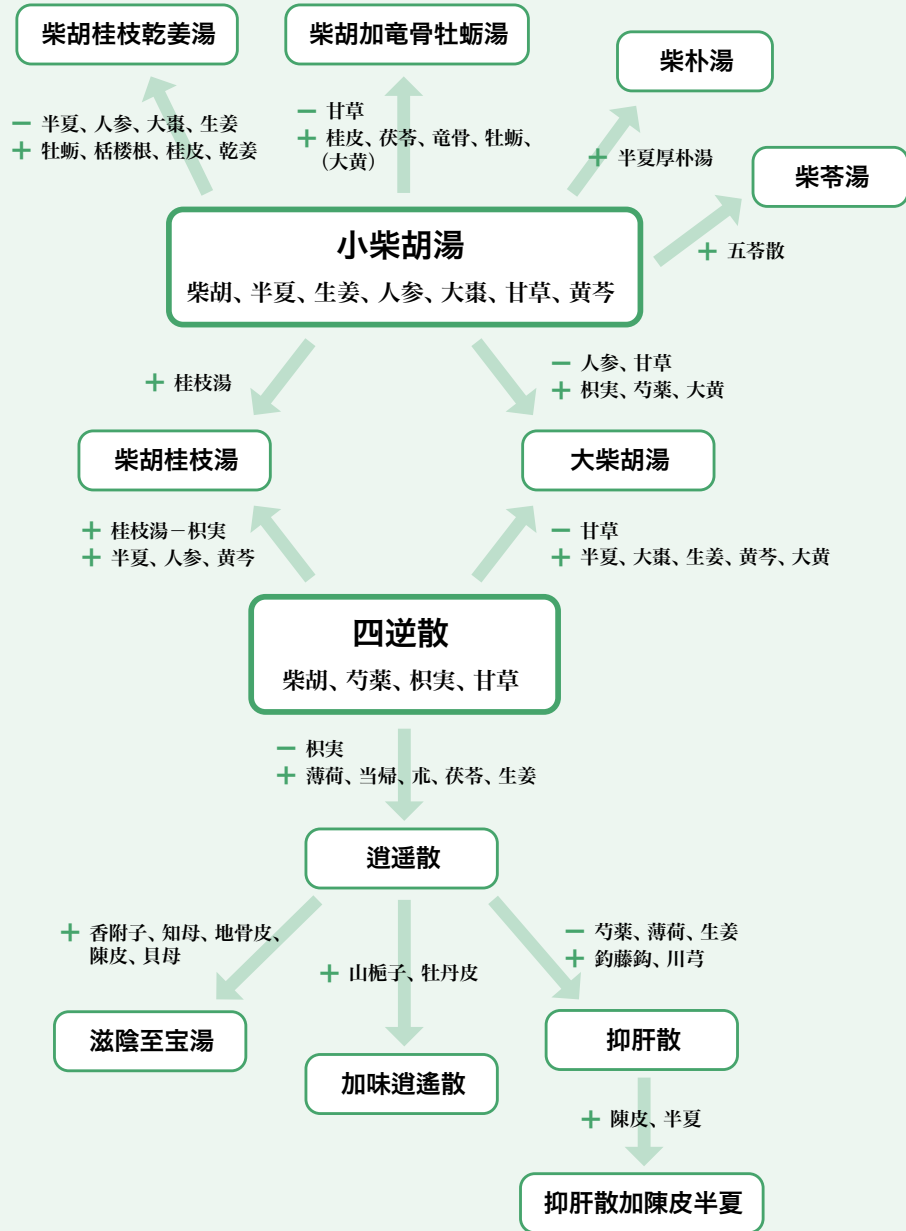 柴胡桂枝乾姜湯
柴胡加竜骨牡蛎湯
柴朴湯
− 半夏、人参、大棗、生姜
+ 牡蛎、栝楼根、桂皮、乾姜
− 甘草
+ 桂皮、茯苓、竜骨、牡蛎、
(大黄)
+ 半夏厚朴湯
柴苓湯
+ 五苓散
小柴胡湯
柴胡、半夏、生姜、人参、大棗、甘草、黄芩
+ 桂枝湯
− 人参、甘草
+ 枳実、芍薬、大黄
柴胡桂枝湯
大柴胡湯
+ 桂枝湯−枳実
+ 半夏、人参、黄芩
− 甘草
+ 半夏、大棗、生姜、黄芩、大黄
四逆散
柴胡、芍薬、枳実、甘草
− 枳実
+ 薄荷、当帰、朮、茯苓、生姜
逍遥散
+ 香附子、知母、地骨皮、
陳皮、貝母
+ 山梔子、牡丹皮
− 芍薬、薄荷、生姜
+ 釣藤鈎、川芎
滋陰至宝湯
加味逍遙散
抑肝散
+ 陳皮、半夏
抑肝散加陳皮半夏